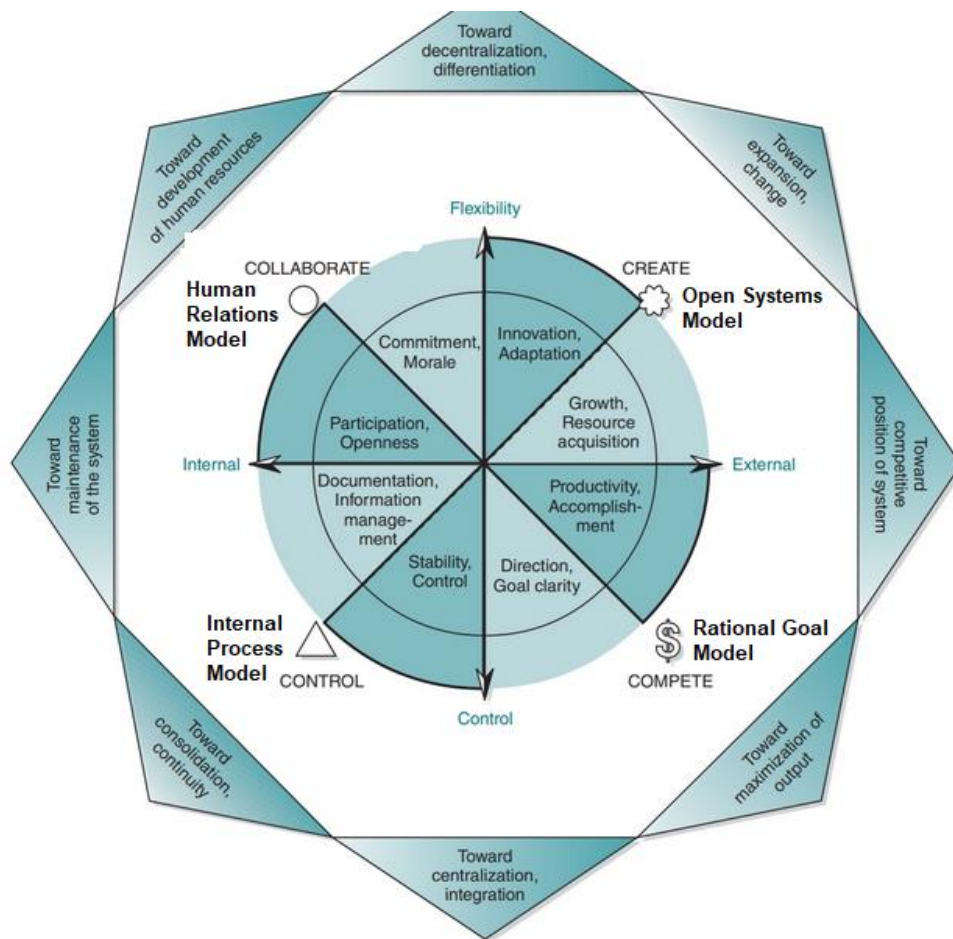 Toward
decentralization,
differentiation
Toward
development
of human resources
Toward
expansion,
change
Flexibility
COLLABORATE
Human
Relations
Model
CREATE
Open Systems
Model
Commitment,
Morale
Innovation,
Adaptation
Participation,
Openness
Growth,
Resource
acquisition
Toward
maintenance
of the system
Internal
External
Toward
competitive
position of system
Documentation,
Information
manage-
ment
Productivity,
Accomplish-
ment
Stability,
Control
Direction,
Goal clarity
Internal
Process
Model
CONTROL
$
Rational Goal
Model
COMPETE
Control
Toward
consolidation,
continuity
Toward
maximization of
output
Toward
centralization,
integration